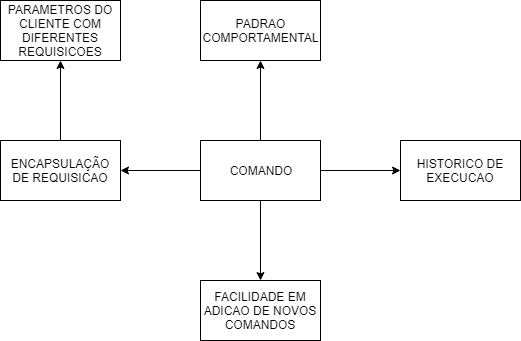 PARAMETROS DO
CLIENTE COM
DIFERENTES
REQUISICOES
PADRAO
COMPORTAMENTAL
ENCAPSULAÇÃO
DE REQUISICAO
COMANDO
HISTORICO DE
EXECUCAO
FACILIDADE EM
ADICAO DE NOVOS
COMANDOS